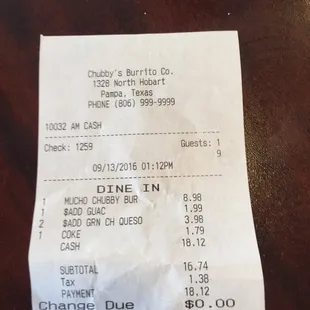 Chubby's Burrito Co.
1328 North Hobart
Pampa, Texas
PHONE (806) 999-9999
10032 AM CASH
Check: 1259 Guests: 1
9
09/13/2016 01:12PM
DINE IN
1 MUCHO CHUBBY BUR 8.98
1 $ADD GUAC 1.99
2 $ADD GRN CH QUESO 3.98
1 COKE 1.79
CASH 18.12
SUBTOTAL 16.74
Tax 1.38
PAYMENT 18.12
Change Due $0.00